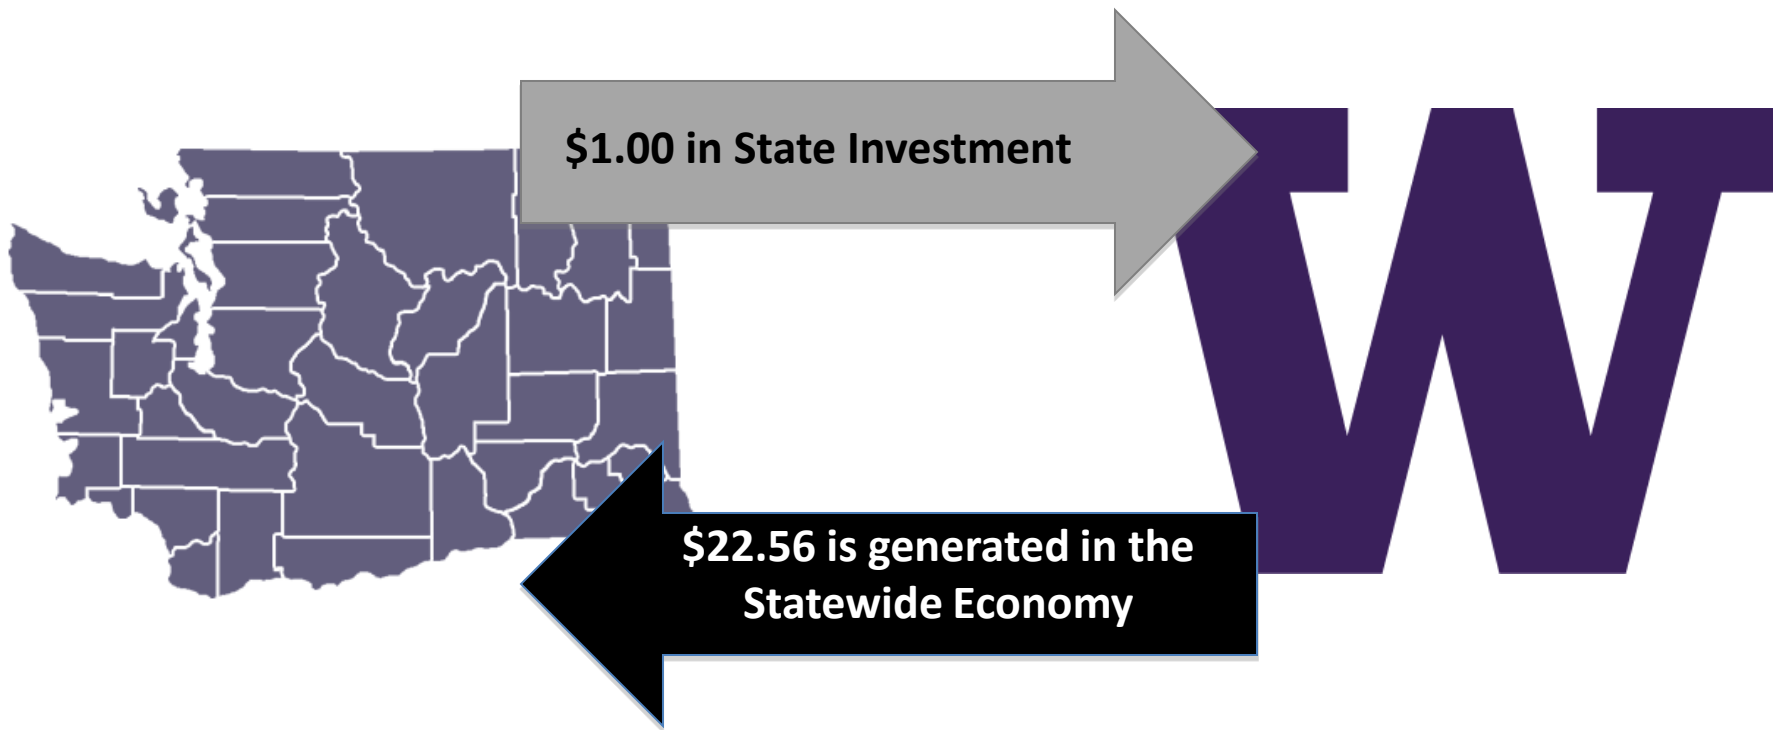 $1.00 in State Investment
W
$22.56 is generated in the
Statewide Economy